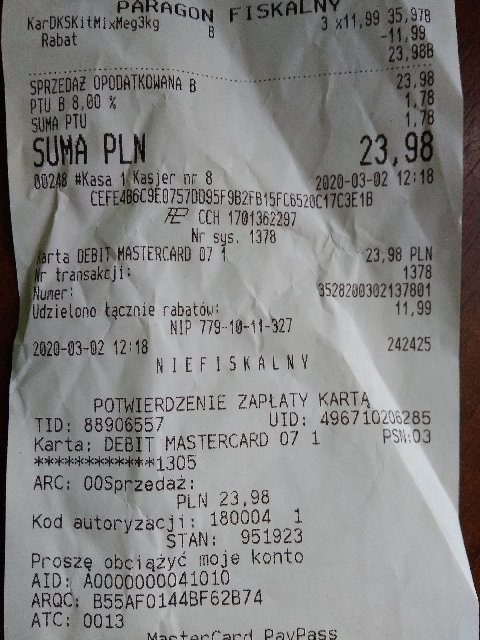 PARAGON FISKALNY
KarDKSKitMixMeg3kg B 3 x11,99 35,97B
Rabat -11,99
23,98B
SPRZEDAŻ OPODATKOWANA B 23,98
PTU B 8,00 % 1,78
SUMA PTU 1,78
SUMA PLN 23,98
00248 #Kasa 1 Kasjer nr 8 2020-03-02 12:18
CEFE4B6C9E0757DD95F9B2FB15FC6520C17C3E1B
CCH 1701362297
Nr sys. 1378
Karta DEBIT MASTERCARD 07 1 23,98 PLN
Nr transakcji: 1378
Numer: 3528200302137801
Udzielono łącznie rabatów: 11,99
NIP 779-10-11-327
2020-03-02 12:18 242425
NIEFISKALNY
POTWIERDZENIE ZAPŁATY KARTĄ
TID: 88906557 UID: 496710206285
Karta: DEBIT MASTERCARD 07 1 PSN:03
************1305
ARC: 00Sprzedaż:
PLN 23,98
Kod autoryzacji: 180004 1
STAN: 951923
Proszę obciążyć moje konto
AID: A0000000041010
ARQC: B55AF0144BF62B74
ATC: 0013
MasterCard PayPass